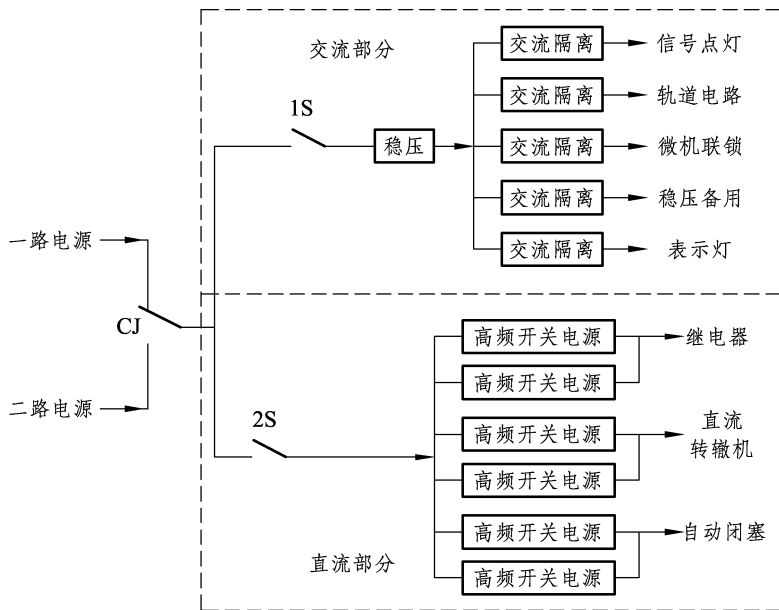 交流部分
1S
稳压
交流隔离
信号点灯
交流隔离
轨道电路
交流隔离
微机联锁
交流隔离
稳压备用
交流隔离
表示灯
一路电源
CJ
二路电源
2S
高频开关电源
继电器
高频开关电源
高频开关电源
直流
转辙机
高频开关电源
高频开关电源
自动闭塞
高频开关电源
直流部分